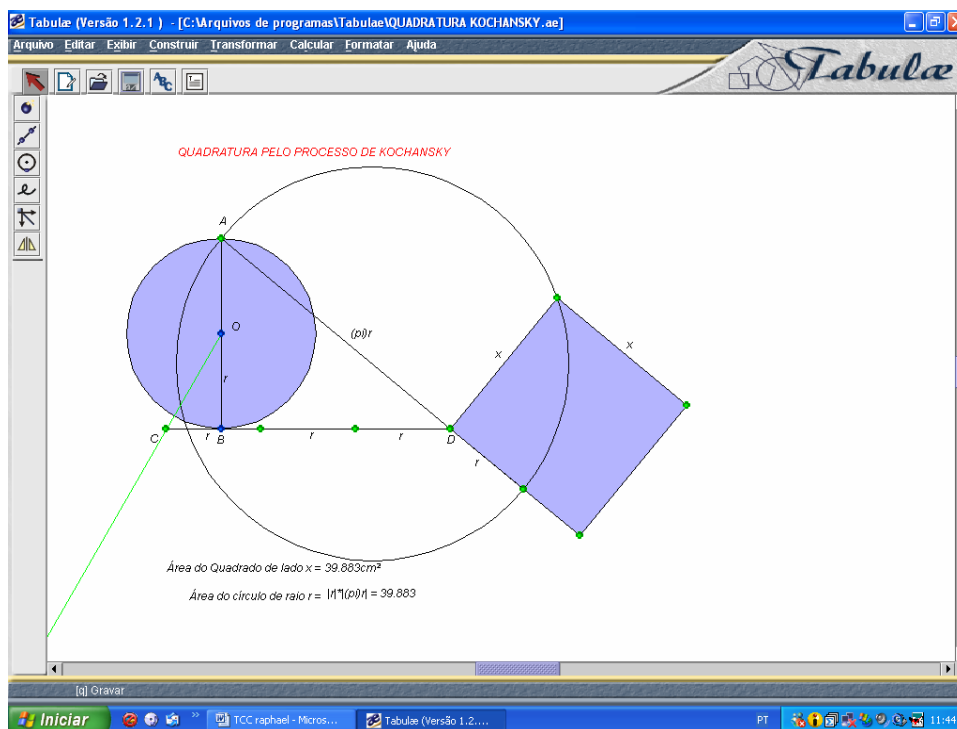 Tabulæ (Versão 1.2.1 ) - [C:\Arquivos de programas\Tabulae\QUADRATURA KOCHANSKY.ae]
Arquivo Editar Exibir Construir Transformar Calcular Formatar Ajuda
Tabulæ
ABC
QUADRATURA PELO PROCESSO DE KOCHANSKY
A
O
(pi)r
x
x
r
C
r
B
r
r
D
r
Área do Quadrado de lado x = 39.883cm²
Área do círculo de raio r = |r|*|(pi)r| = 39.883
[q] Gravar
Iniciar
»
TCC raphael - Micros...
Tabulæ (Versão 1.2....
PT
11:44